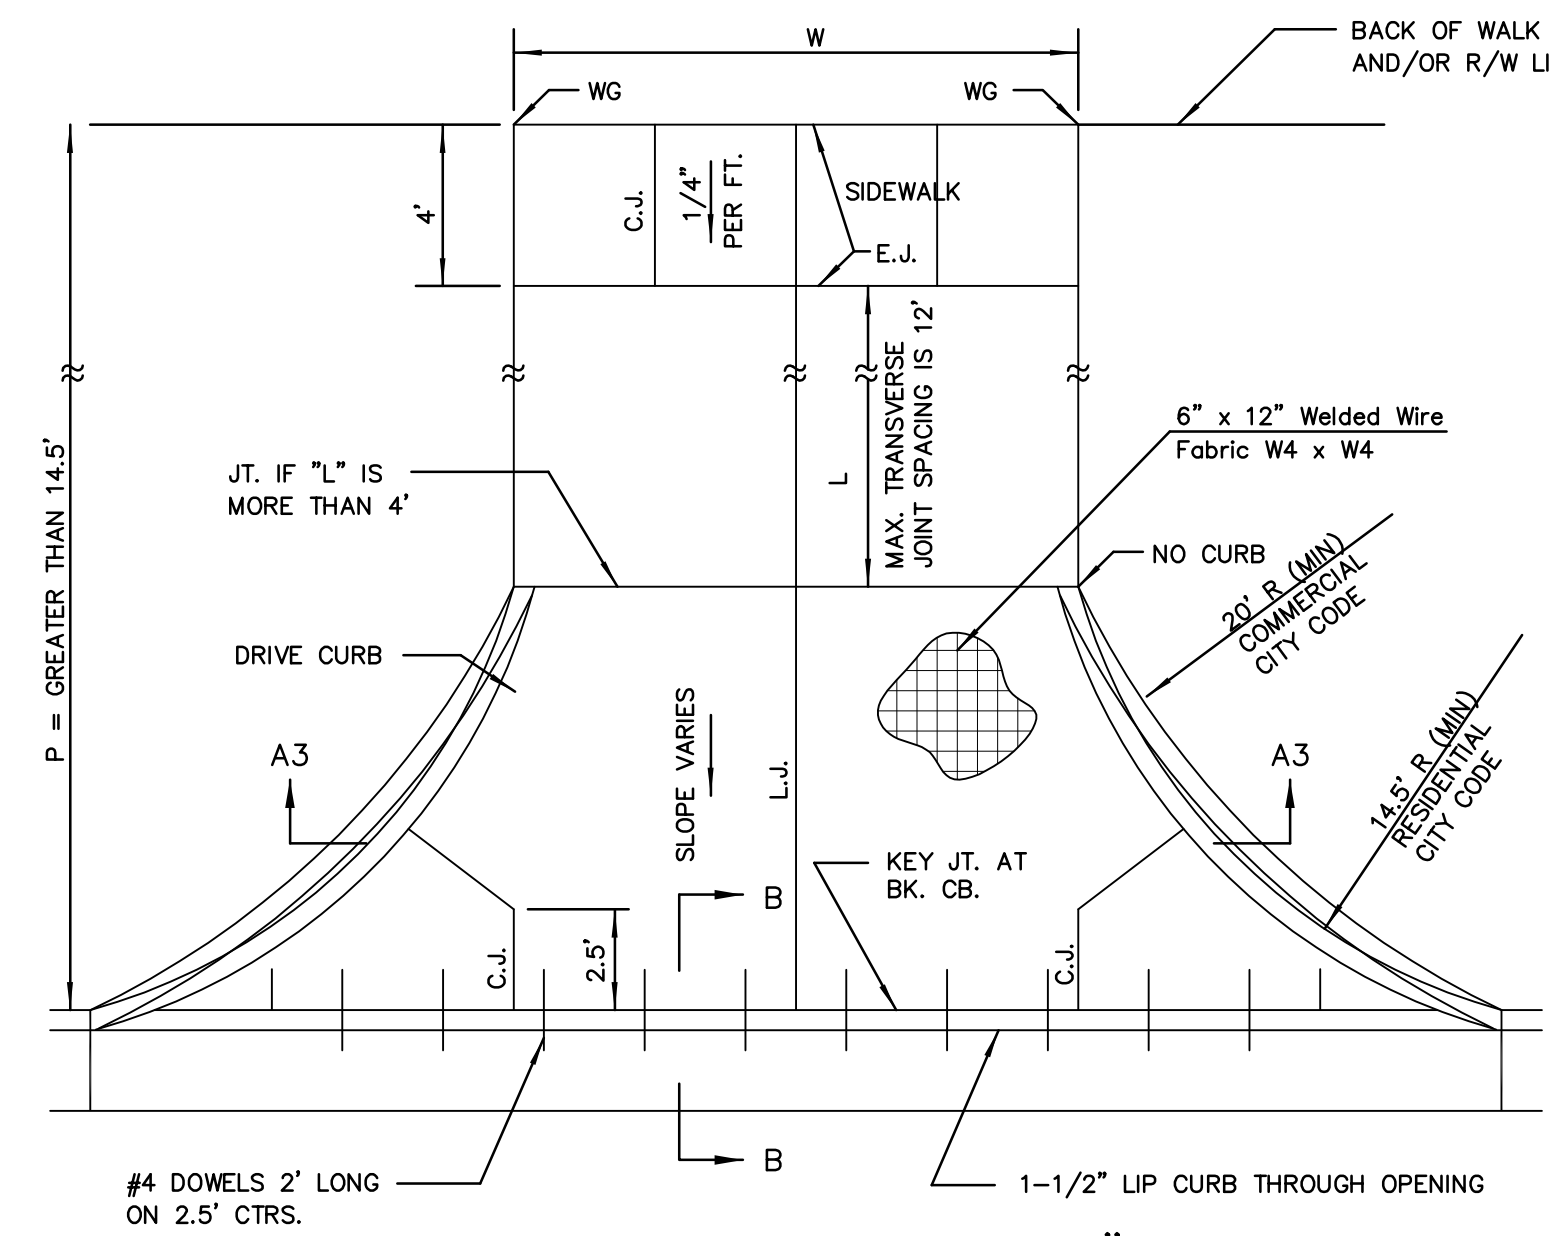 W
BACK OF WALK
AND/OR R/W LI
WG
WG
4'
C.J.
1/4"
PER FT.
SIDEWALK
E.J.
MAX. TRANSVERSE
JOINT SPACING IS 12'
L
6" x 12" Welded Wire
Fabric W4 x W4
JT. IF "L" IS
MORE THAN 4'
P = GREATER THAN 14.5'
NO CURB
20' R (MIN)
COMMERCIAL
CITY CODE
DRIVE CURB
SLOPE VARIES
14.5' R (MIN)
RESIDENTIAL
CITY CODE
A3
A3
L.J.
KEY JT. AT
BK. CB.
B
C.J.
2.5'
C.J.
B
#4 DOWELS 2' LONG
ON 2.5' CTRS.
1-1/2" LIP CURB THROUGH OPENING